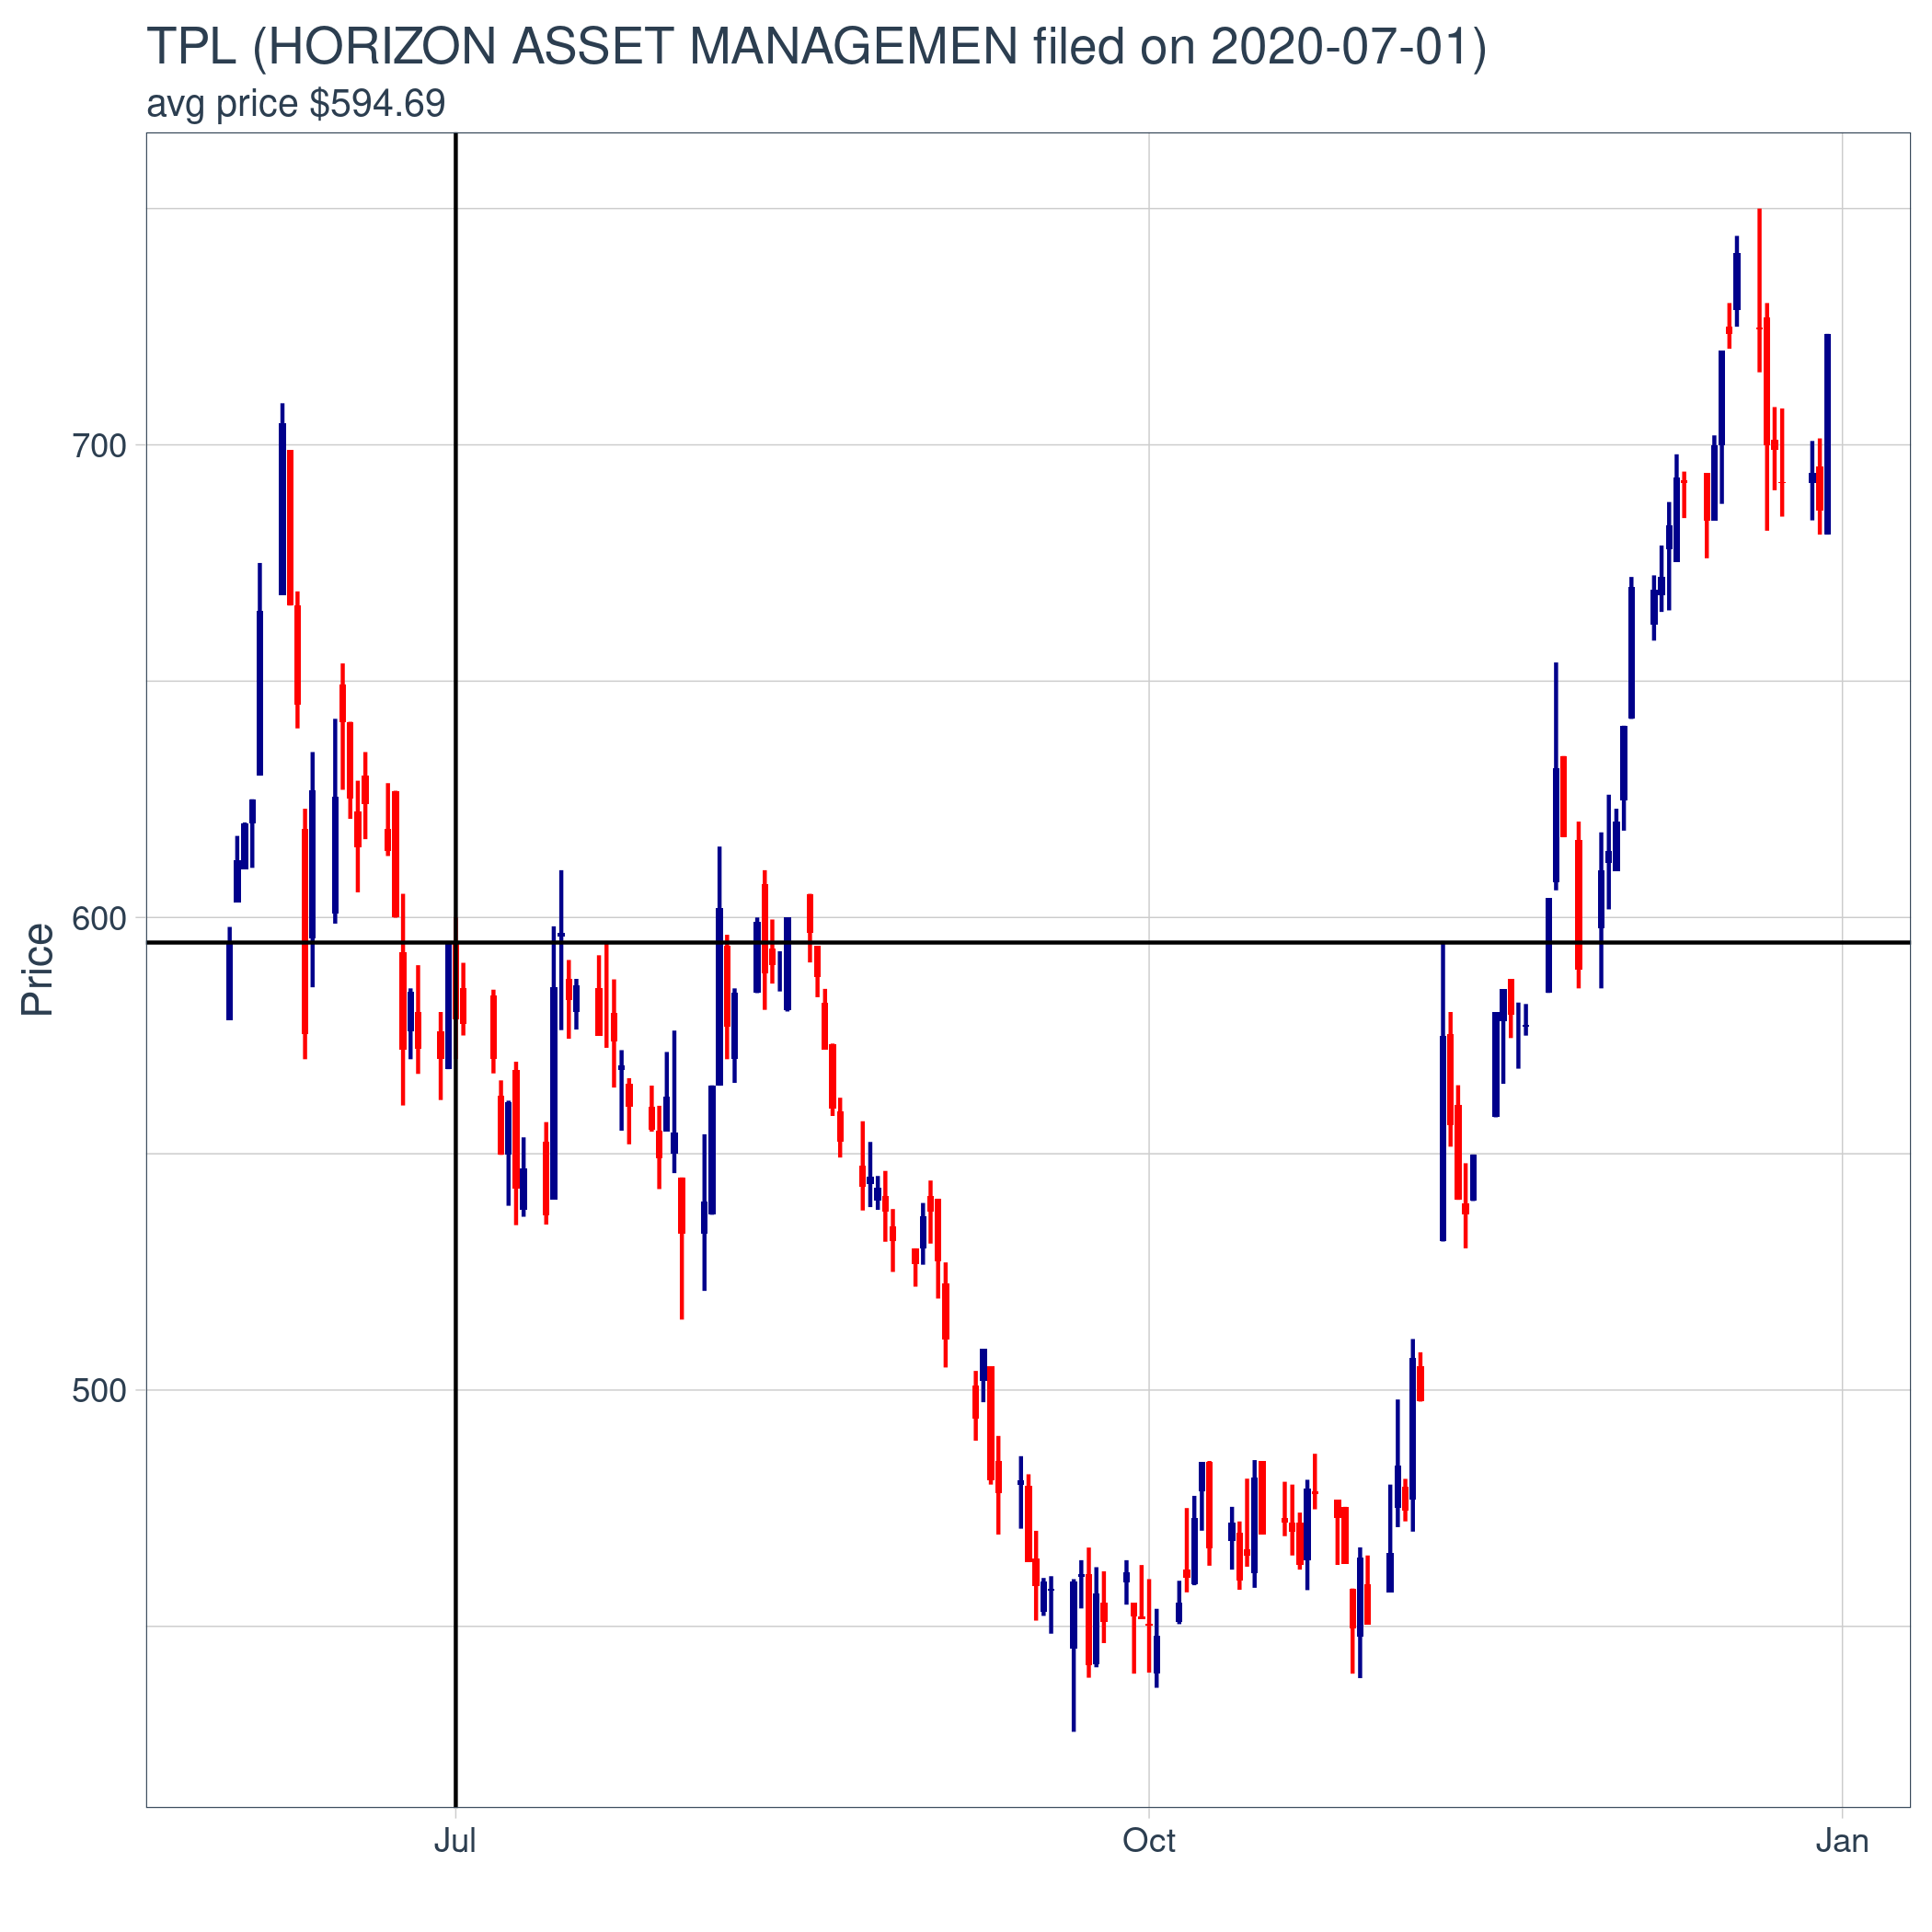 TPL (HORIZON ASSET MANAGEMEN filed on 2020-07-01)
avg price $594.69
700
600
500
Price
Jul
Oct
Jan